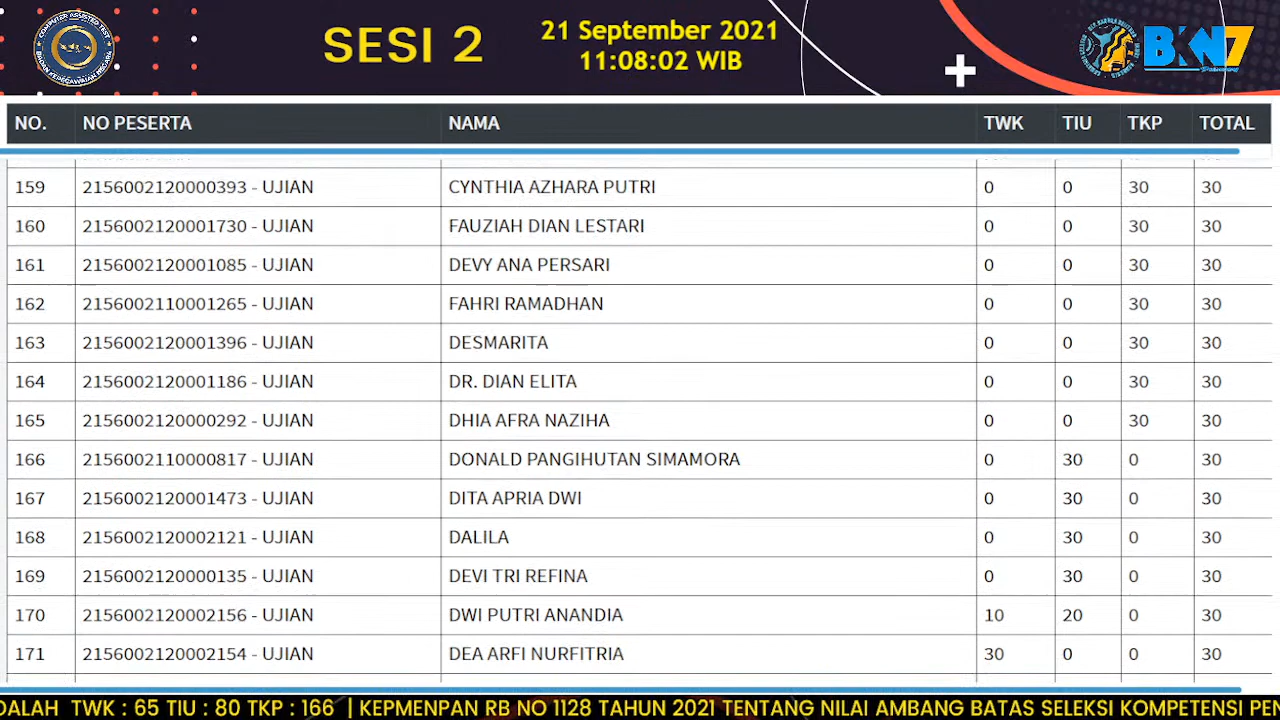 COMPUTER ASSISTED TEST
BADAN KEPEGAWAIAN NEGARA
SESI 2
21 September 2021
11:08:02 WIB
BKN7
NO. NO PESERTA NAMA TWK TIU TKP TOTAL
159 2156002120000393 - UJIAN CYNTHIA AZHARA PUTRI 0 0 30 30
160 2156002120001730 - UJIAN FAUZIAH DIAN LESTARI 0 0 30 30
161 2156002120001085 - UJIAN DEVY ANA PERSARI 0 0 30 30
162 2156002110001265 - UJIAN FAHRI RAMADHAN 0 0 30 30
163 2156002120001396 - UJIAN DESMARITA 0 0 30 30
164 2156002120001186 - UJIAN DR. DIAN ELITA 0 0 30 30
165 2156002120000292 - UJIAN DHIA AFRA NAZIHA 0 0 30 30
166 2156002110000817 - UJIAN DONALD PANGIHUTAN SIMAMORA 0 30 0 30
167 2156002120001473 - UJIAN DITA APRIA DWI 0 30 0 30
168 2156002120002121 - UJIAN DALILA 0 30 0 30
169 2156002120000135 - UJIAN DEVI TRI REFINA 0 30 0 30
170 2156002120002156 - UJIAN DWI PUTRI ANANDIA 10 20 0 30
171 2156002120002154 - UJIAN DEA ARFI NURFITRIA 30 0 0 30
DALAH TWK : 65 TIU : 80 TKP : 166 | KEPMENPAN RB NO 1128 TAHUN 2021 TENTANG NILAI AMBANG BATAS SELEKSI KOMPETENSI PEN